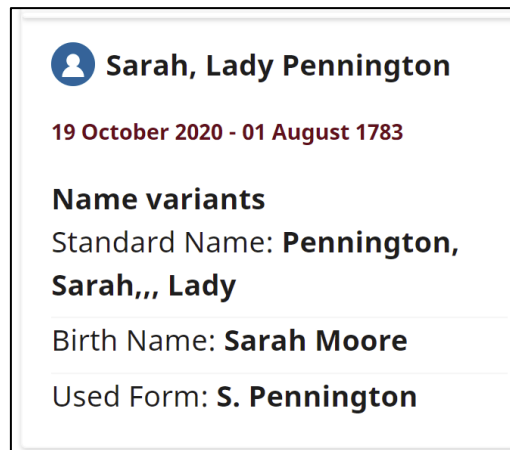 Sarah, Lady Pennington
19 October 2020 - 01 August 1783
Name variants
Standard Name: Pennington,
Sarah,,, Lady
Birth Name: Sarah Moore
Used Form: S. Pennington